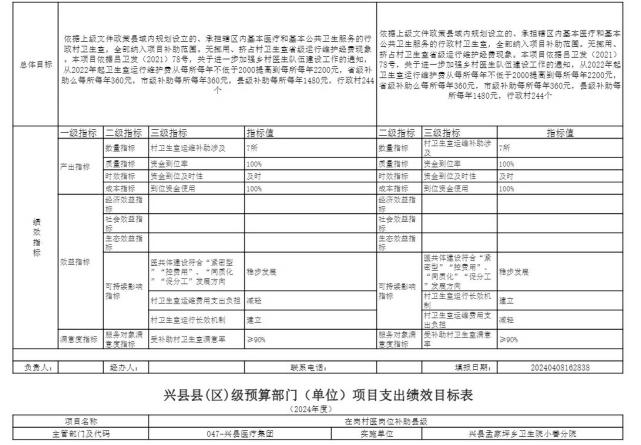 总体目标
依据上级文件政策县域内规划设立的、承担辖区内基本医疗和基本公共卫生服务的行
政村卫生室，全部纳入项目补助范围。无挪用、挤占村卫生室省级运行维护经费现象
。本项目依据吕卫发（2021）78号，关于进一步加强乡村医生队伍建设工作的通知，
从2022年起卫生室运行维护费从每所每年不低于2000提高到每所每年2200元，省级补
助么每所每年360元，市级补助每所每年360元，县级补助每所每年1480元，行政村244
个
依据上级文件政策县域内规划设立的、承担辖区内基本医疗和基本
公共卫生服务的行政村卫生室，全部纳入项目补助范围。无挪用、
挤占村卫生室省级运行维护经费现象。本项目依据吕卫发（2021）
78号，关于进一步加强乡村医生队伍建设工作的通知，从2022年起卫
生室运行维护费从每所每年不低于2000提高到每所每年2200元，
省级补助么每所每年360元，市级补助每所每年360元，县级补助每
所每年1480元，行政村244个
绩效指标
一级指标 二级指标 三级指标 指标值 二级指标 三级指标 指标值
产出指标
数量指标 村卫生室运维补助涉及 7所 数量指标 村卫生室运维补助涉
及 7所
质量指标 资金到位率 100% 质量指标 资金到位率 100%
时效指标 资金到位及时性 及时 时效指标 资金到位及时性 及时
成本指标 到位资金使用 100% 成本指标 到位资金使用 100%
效益指标
经济效益指
标 经济效益指
标
社会效益指
标 社会效益指
标
生态效益指
标 生态效益指
标
可持续影响
指标
医共体建设符合“紧密型
”“控费用”、“同质化
”“促分工”发展方向 稳步发展
可持续影响
指标
医共体建设符合“紧
密型”“控费用”、
“同质化”“促分工
”发展方向 稳步发展
村卫生室运维费用支出负担 减轻 村卫生室运行长效机
制 建立
村卫生室运行长效机制 建立 村卫生室运维费用支
出负担 减轻
满意度指标 服务对象满
意度指标 受补助村卫生室满意率 ≥90% 服务对象满
意度指标 受补助村卫生室满意
率 ≥90%
负责人： 经办人： 联系电话： 填报日期： 20240408162838
兴县县(区)级预算部门（单位）项目支出绩效目标表
（2024年度）
项目名称 在岗村医岗位补助县级
主管部门及代码 047-兴县医疗集团 实施单位 兴县孟家坪乡卫生院小善分院